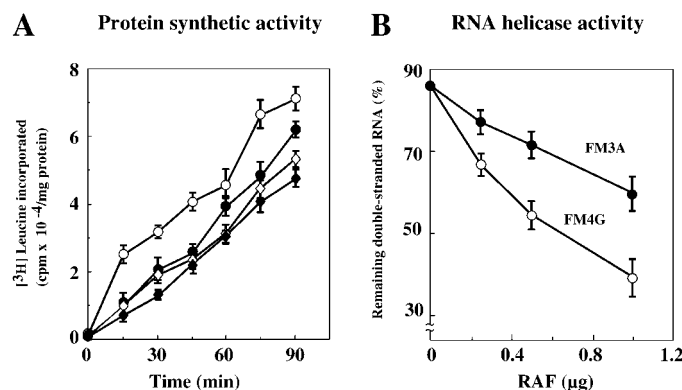 A Protein synthetic activity
[³H] Leucine incorporated
(cpm x 10⁻⁴/mg protein)
8
6
4
2
0
0 30 60 90
Time (min)
B RNA helicase activity
Remaining double-stranded RNA (%)
90
70
50
30
FM3A
FM4G
0 0.4 0.8 1.2
RAF (μg)